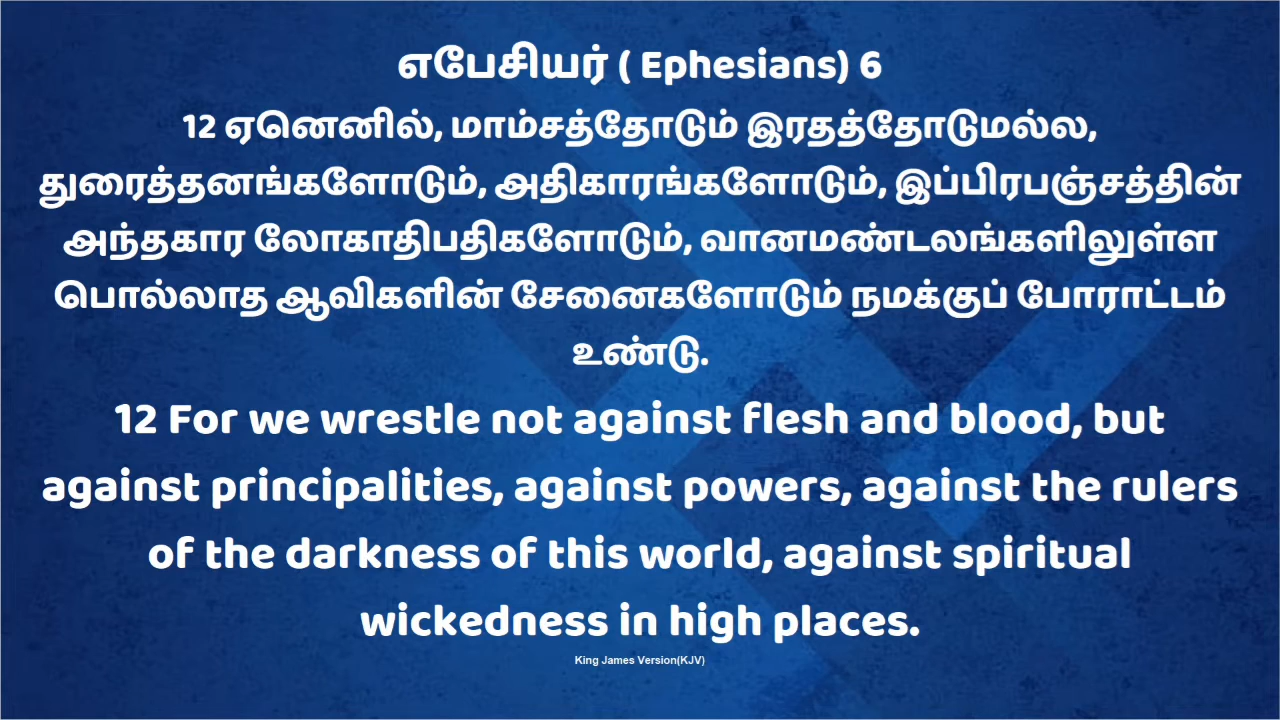 எபேசியர் ( Ephesians) 6
12 ஏனெனில், மாம்சத்தோடும் இரதத்தோடுமல்ல,
துரைத்தனங்களோடும், அதிகாரங்களோடும், இப்பிரபஞ்சத்தின்
அந்தகார லோகாதிபதிகளோடும், வானமண்டலங்களிலுள்ள
பொல்லாத ஆவிகளின் சேனைகளோடும் நமக்குப் போராட்டம்
உண்டு.
12 For we wrestle not against flesh and blood, but
against principalities, against powers, against the rulers
of the darkness of this world, against spiritual
wickedness in high places.
King James Version(KJV)